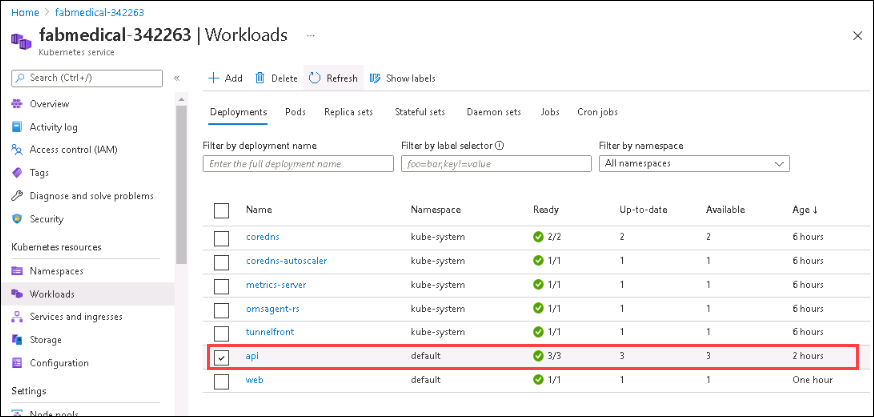 Home > fabmedical-342263
fabmedical-342263 | Workloads ...
Kubernetes service
Search (Ctrl+/)
«
Overview
Activity log
Access control (IAM)
Tags
Diagnose and solve problems
Security
Kubernetes resources
Namespaces
Workloads
Services and ingresses
Storage
Configuration
Settings
Node pools
Add Delete Refresh Show labels
Deployments Pods Replica sets Stateful sets Daemon sets Jobs Cron jobs
Filter by deployment name Filter by label selector Filter by namespace
Enter the full deployment name foo=bar,key!=value All namespaces
Name Namespace Ready Up-to-date Available Age ↓
coredns kube-system 2/2 2 2 6 hours
coredns-autoscaler kube-system 1/1 1 1 6 hours
metrics-server kube-system 1/1 1 1 6 hours
omsagent-rs kube-system 1/1 1 1 6 hours
tunnelfront kube-system 1/1 1 1 6 hours
api default 3/3 3 3 2 hours
web default 1/1 1 1 One hour